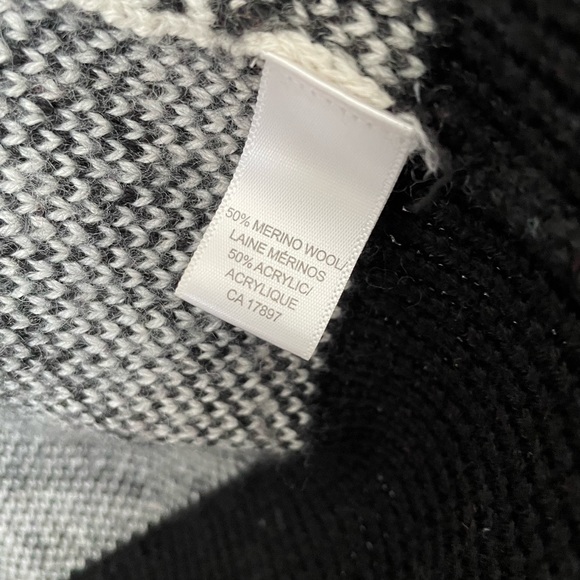 50% MERINO WOOL/
LAINE MÉRINOS
50% ACRYLIC/
ACRYLIQUE
CA 17897